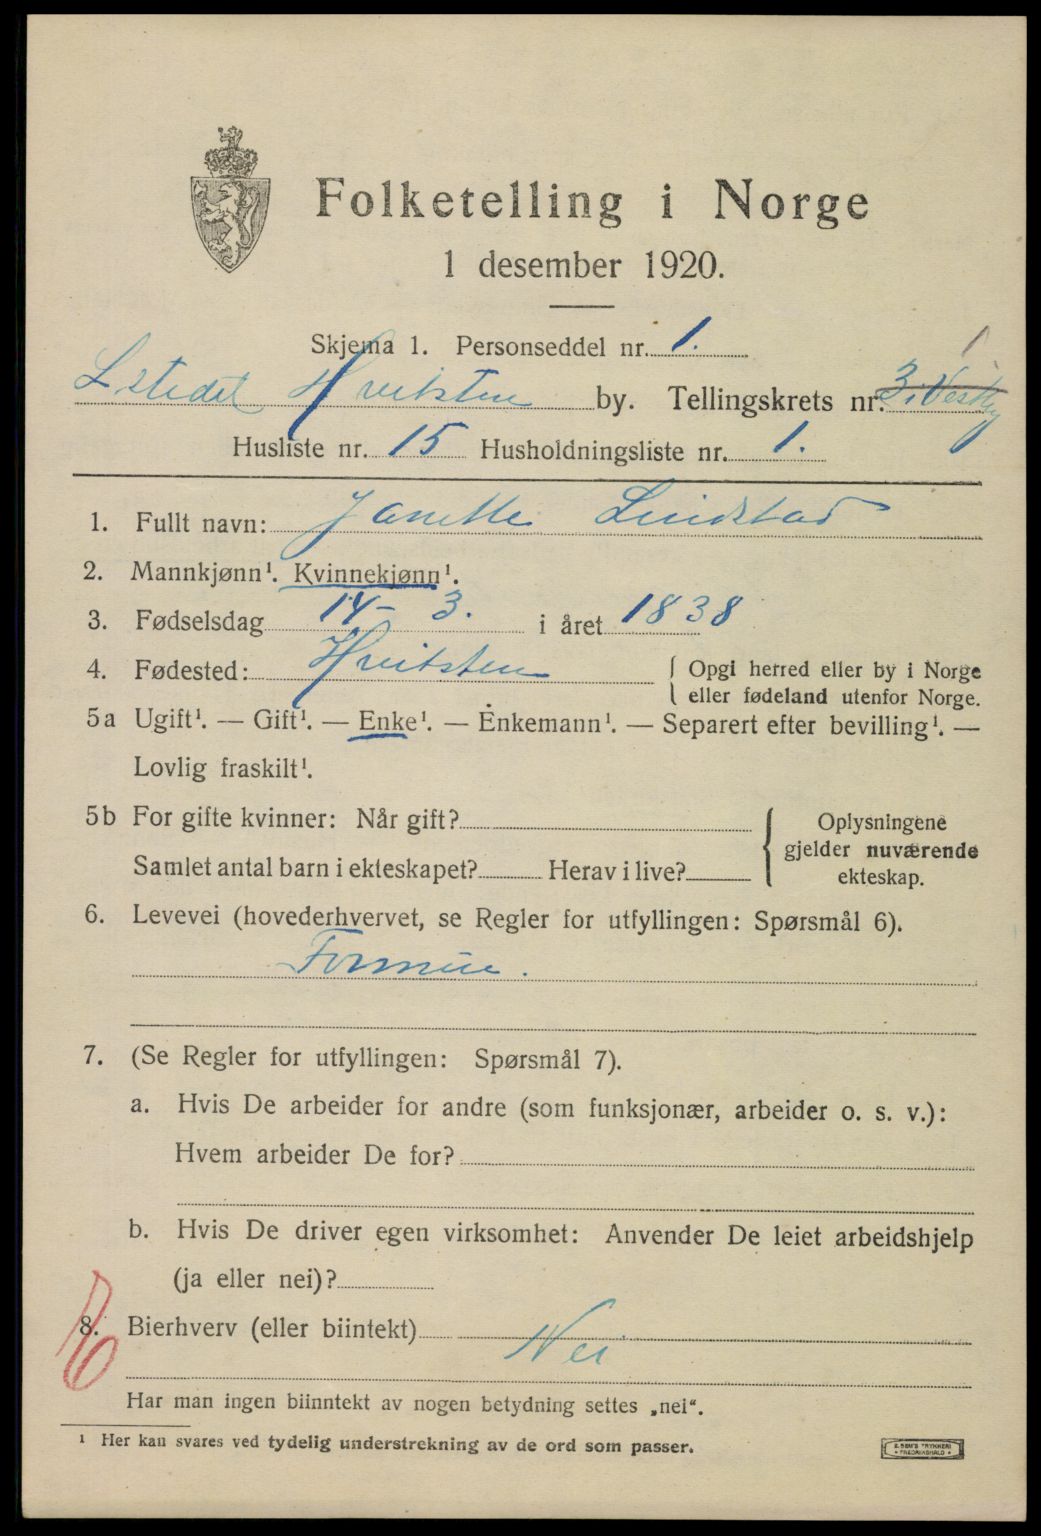 Folketelling i Norge
1 desember 1920.
Skjema 1. Personseddel nr. 1.
1
L stedet Hvitsten by. Tellingskrets nr. 3. Vestby
Husliste nr. 15 Husholdningsliste nr. 1.
1. Fullt navn: Janette Lindstad
2. Mannkjønn¹. Kvinnekjønn¹.
3. Fødselsdag 14 – 3. i året 1838
4. Fødested: Hvitsten { Opgi herred eller by i Norge
eller fødeland utenfor Norge.
5a Ugift¹. — Gift¹. — Enke¹. — Enkemann¹. — Separert efter bevilling¹. —
Lovlig fraskilt¹.
5b For gifte kvinner: Når gift? { Oplysningene
gjelder nuværende
Samlet antal barn i ekteskapet? Herav i live? ekteskap.
6. Levevei (hovederhvervet, se Regler for utfyllingen: Spørsmål 6).
Formue.
7. (Se Regler for utfyllingen: Spørsmål 7).
a. Hvis De arbeider for andre (som funksjonær, arbeider o. s. v.):
Hvem arbeider De for?
b. Hvis De driver egen virksomhet: Anvender De leiet arbeidshjelp
(ja eller nei)?
8. Bierhverv (eller biintekt) Nei
Har man ingen biinntekt av nogen betydning settes „nei“.
¹ Her kan svares ved tydelig understrekning av de ord som passer.
E. SEM'S TRYKKERI
• FREDRIKSHALD •